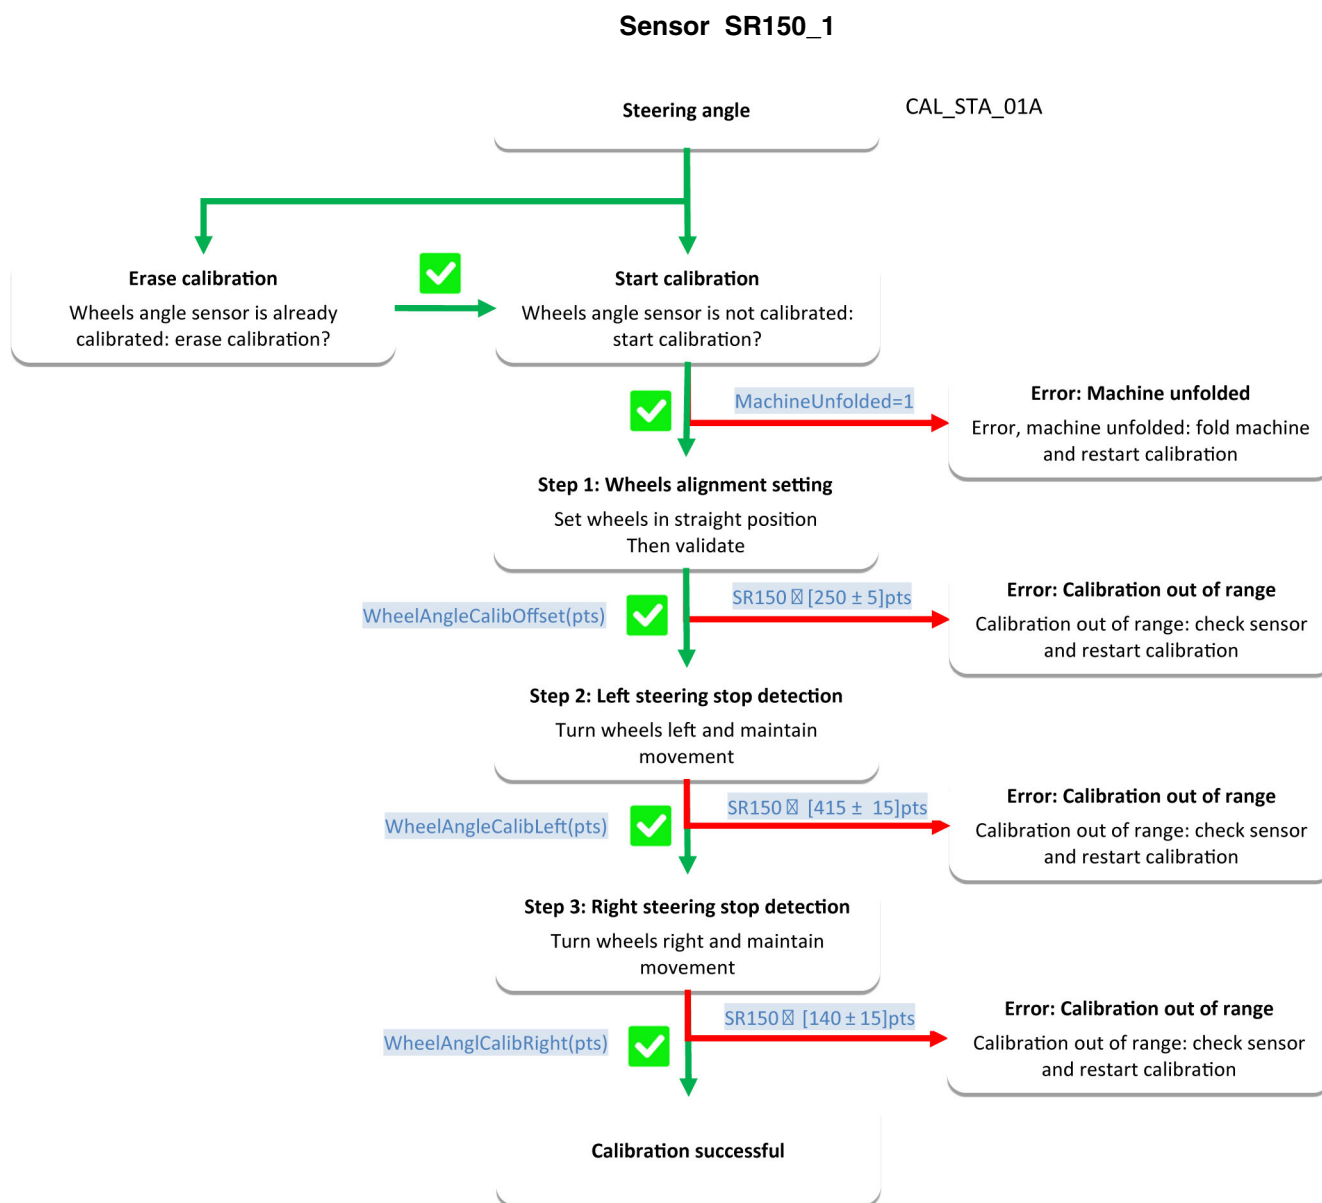 Sensor SR150_1
Steering angle
CAL_STA_01A
Erase calibration
Wheels angle sensor is already
calibrated: erase calibration?
Start calibration
Wheels angle sensor is not calibrated:
start calibration?
MachineUnfolded=1
Error: Machine unfolded
Error, machine unfolded: fold machine
and restart calibration
Step 1: Wheels alignment setting
Set wheels in straight position
Then validate
WheelAngleCalibOffset(pts)
SR150 [250 ± 5]pts
Error: Calibration out of range
Calibration out of range: check sensor
and restart calibration
Step 2: Left steering stop detection
Turn wheels left and maintain
movement
WheelAngleCalibLeft(pts)
SR150 [415 ± 15]pts
Error: Calibration out of range
Calibration out of range: check sensor
and restart calibration
Step 3: Right steering stop detection
Turn wheels right and maintain
movement
WheelAnglCalibRight(pts)
SR150 [140 ± 15]pts
Error: Calibration out of range
Calibration out of range: check sensor
and restart calibration
Calibration successful